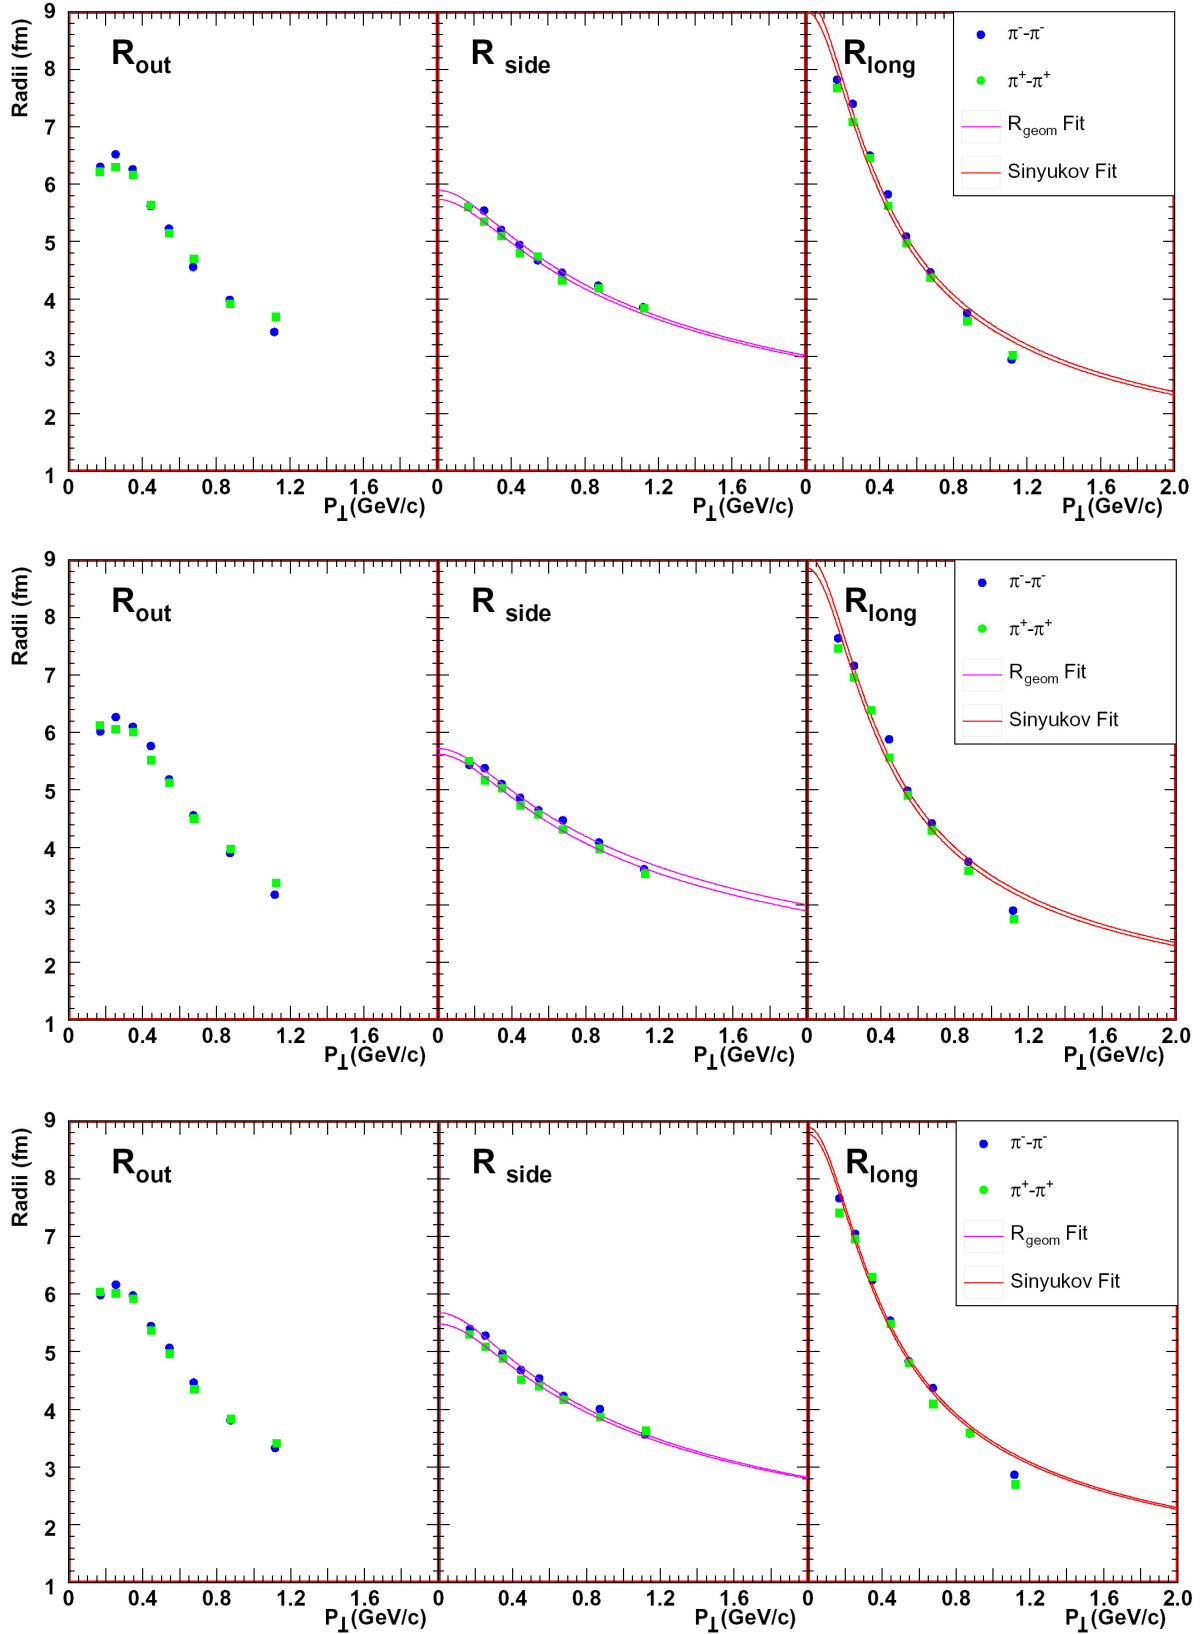 9
8
7
6
5
4
3
2
1
Radii (fm)
R_out
R side
R_long
π⁻-π⁻
π⁺-π⁺
R_geom Fit
Sinyukov Fit
0 0.4 0.8 1.2 1.6 0 0.4 0.8 1.2 1.6 0 0.4 0.8 1.2 1.6 2.0
P⊥(GeV/c) P⊥(GeV/c) P⊥(GeV/c)
9
8
7
6
5
4
3
2
1
Radii (fm)
R_out
R side
R_long
π⁻-π⁻
π⁺-π⁺
R_geom Fit
Sinyukov Fit
0 0.4 0.8 1.2 1.6 0 0.4 0.8 1.2 1.6 0 0.4 0.8 1.2 1.6 2.0
P⊥(GeV/c) P⊥(GeV/c) P⊥(GeV/c)
9
8
7
6
5
4
3
2
1
Radii (fm)
R_out
R side
R_long
π⁻-π⁻
π⁺-π⁺
R_geom Fit
Sinyukov Fit
0 0.4 0.8 1.2 1.6 0 0.4 0.8 1.2 1.6 0 0.4 0.8 1.2 1.6 2.0
P⊥(GeV/c) P⊥(GeV/c) P⊥(GeV/c)